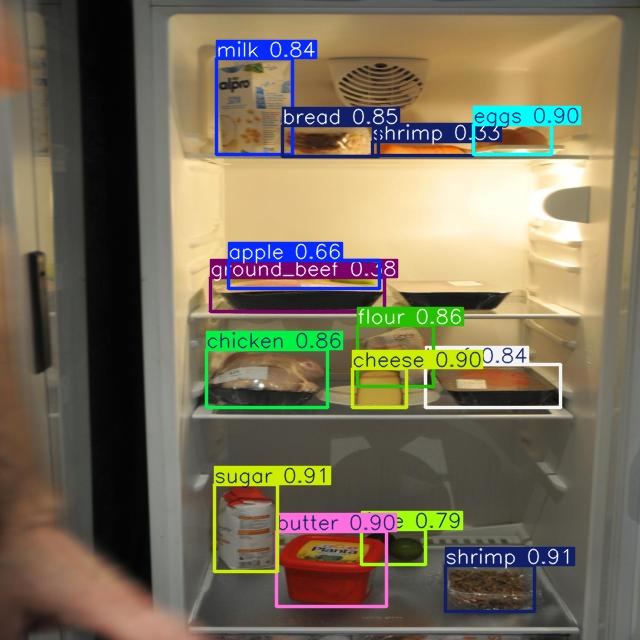 milk 0.84
alpro
bread 0.85
shrimp 0.33
eggs 0.90
apple 0.66
ground_beef 0.38
flour 0.86
chicken 0.86
cheese 0.90
0.84
sugar 0.91
butter 0.90
e 0.79
Planta
shrimp 0.91